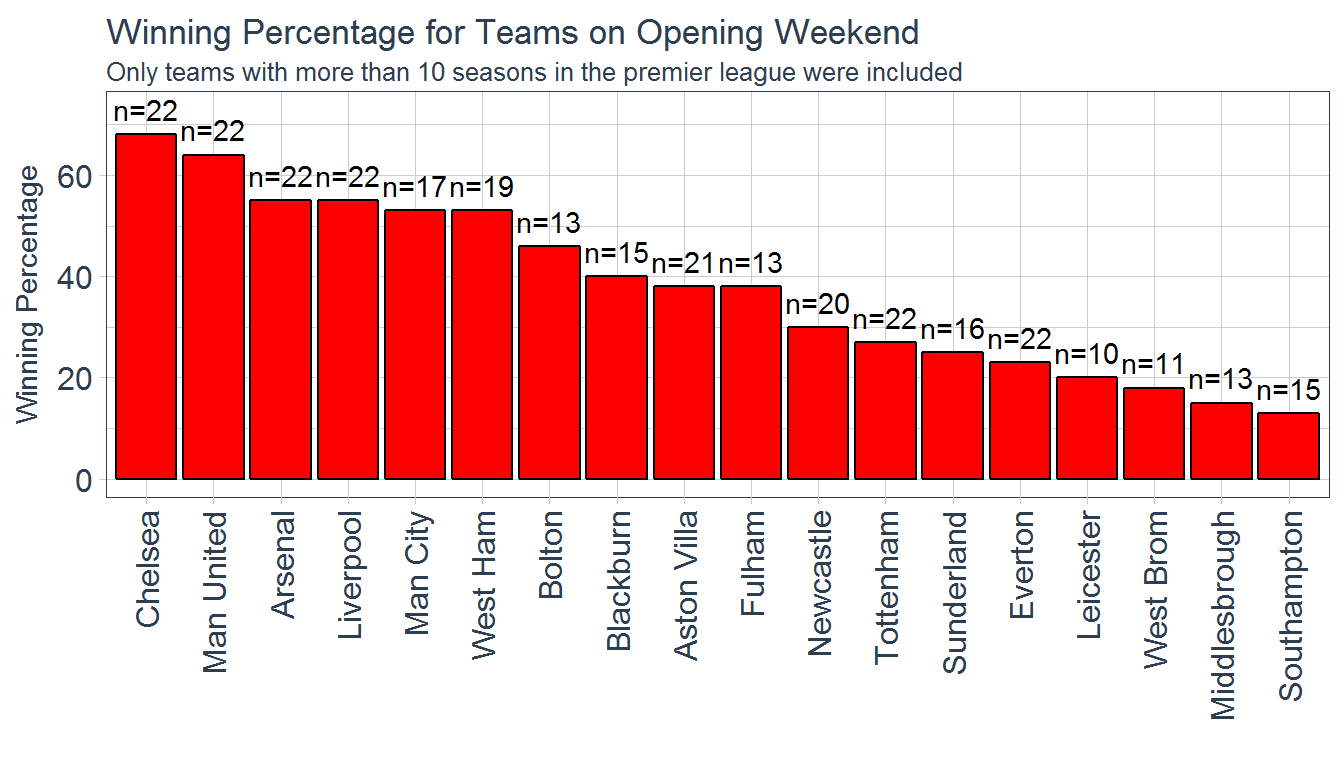 Winning Percentage for Teams on Opening Weekend
Only teams with more than 10 seasons in the premier league were included
Winning Percentage
60
40
20
0
n=22
n=22
n=22
n=22
n=17
n=19
n=13
n=15
n=21
n=13
n=20
n=22
n=16
n=22
n=10
n=11
n=13
n=15
Chelsea
Man United
Arsenal
Liverpool
Man City
West Ham
Bolton
Blackburn
Aston Villa
Fulham
Newcastle
Tottenham
Sunderland
Everton
Leicester
West Brom
Middlesbrough
Southampton